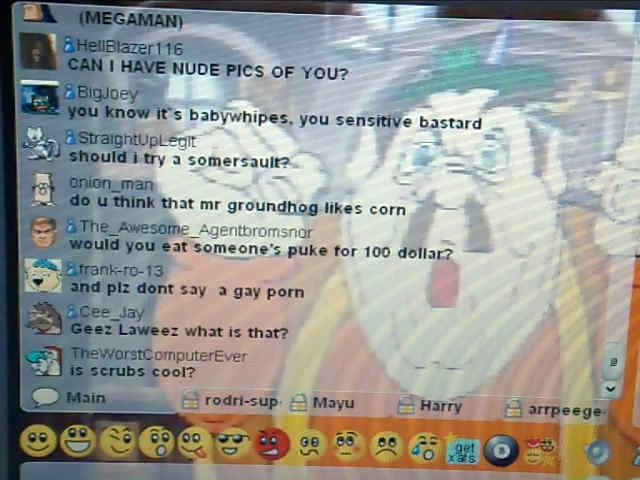 (MEGAMAN)
HellBlazer116
CAN I HAVE NUDE PICS OF YOU?
BigJoey
you know it`s babywhipes, you sensitive bastard
StraightUpLegit
should i try a somersault?
onion_man
do u think that mr groundhog likes corn
The_Awesome_Agentbromsnor
would you eat someone's puke for 100 dollar?
frank-ro-13
and plz dont say a gay porn
Cee_Jay
Geez Laweez what is that?
TheWorstComputerEver
is scrubs cool?
Main rodri-sup- Mayu Harry arrpeege-
get xats 8